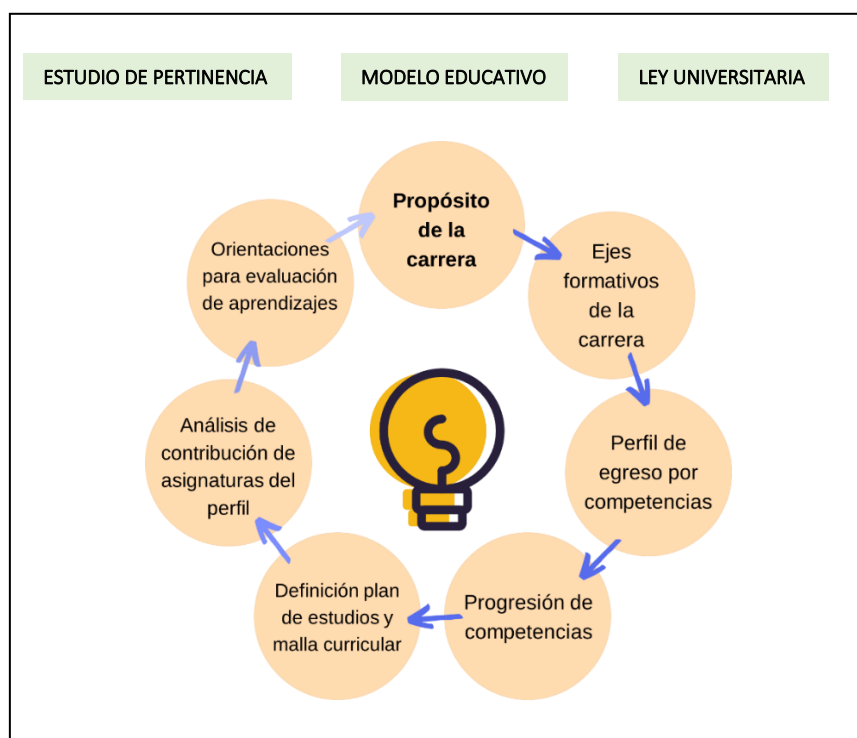 ESTUDIO DE PERTINENCIA
MODELO EDUCATIVO
LEY UNIVERSITARIA
Propósito
de la
carrera
Ejes
formativos
de la
carrera
Perfil de
egreso por
competencias
Progresión de
competencias
Definición plan
de estudios y
malla curricular
Análisis de
contribución de
asignaturas del
perfil
Orientaciones
para evaluación
de aprendizajes